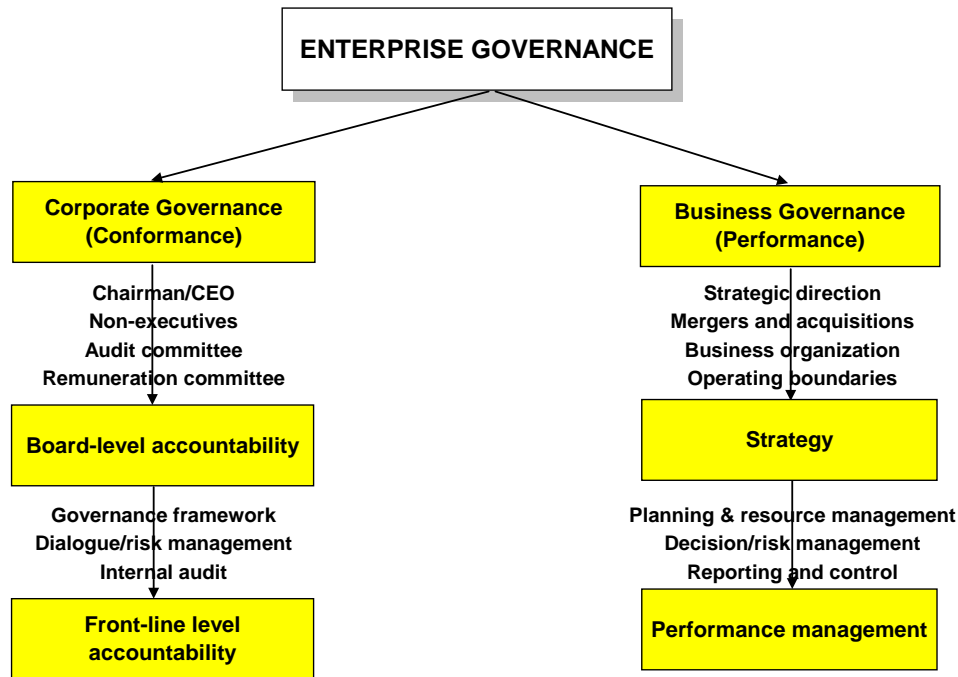 ENTERPRISE GOVERNANCE
Corporate Governance
(Conformance)
Chairman/CEO
Non-executives
Audit committee
Remuneration committee
Board-level accountability
Governance framework
Dialogue/risk management
Internal audit
Front-line level
accountability
Business Governance
(Performance)
Strategic direction
Mergers and acquisitions
Business organization
Operating boundaries
Strategy
Planning & resource management
Decision/risk management
Reporting and control
Performance management